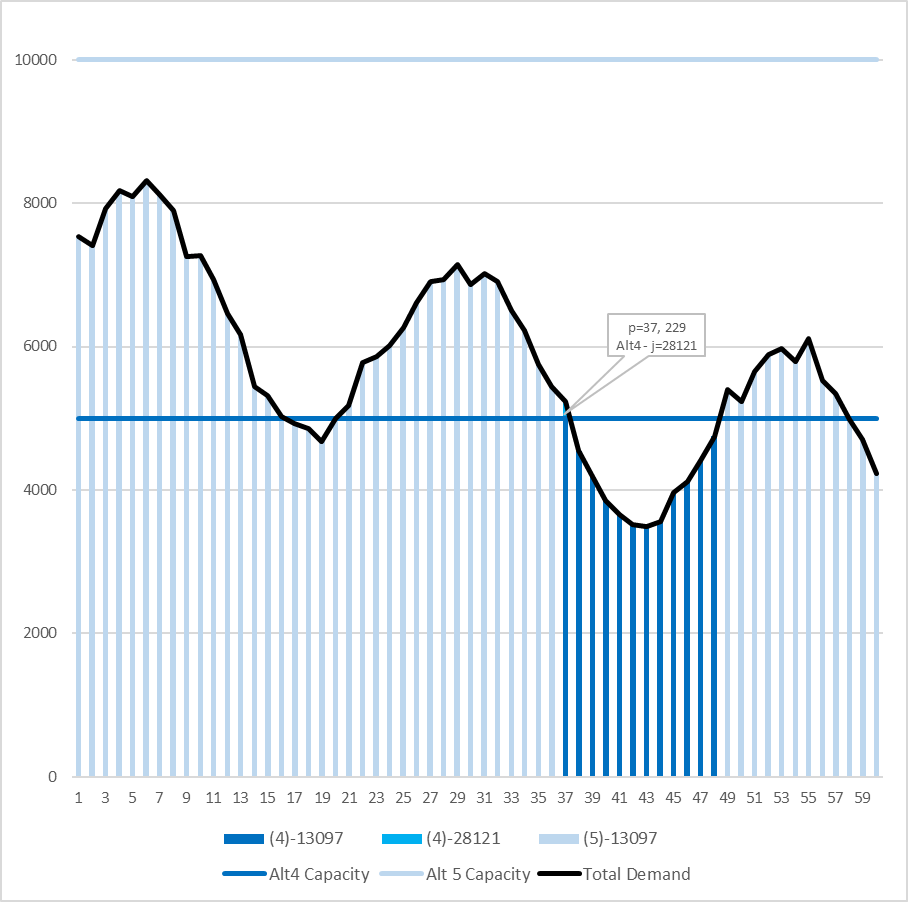 10000
8000
6000
4000
2000
0
p=37, 229
Alt4 - j=28121
1 3 5 7 9 11 13 15 17 19 21 23 25 27 29 31 33 35 37 39 41 43 45 47 49 51 53 55 57 59
(4)-13097 (4)-28121 (5)-13097
Alt4 Capacity Alt 5 Capacity Total Demand